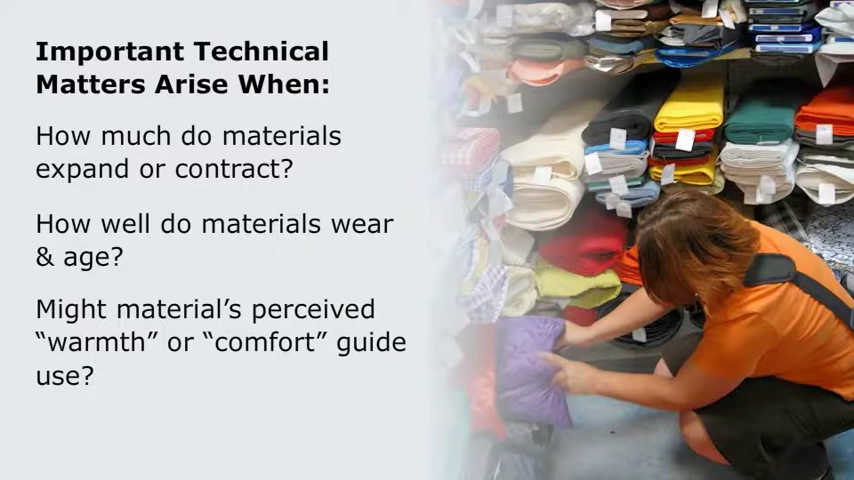 Important Technical
Matters Arise When:
How much do materials
expand or contract?
How well do materials wear
& age?
Might material’s perceived
“warmth” or “comfort” guide
use?